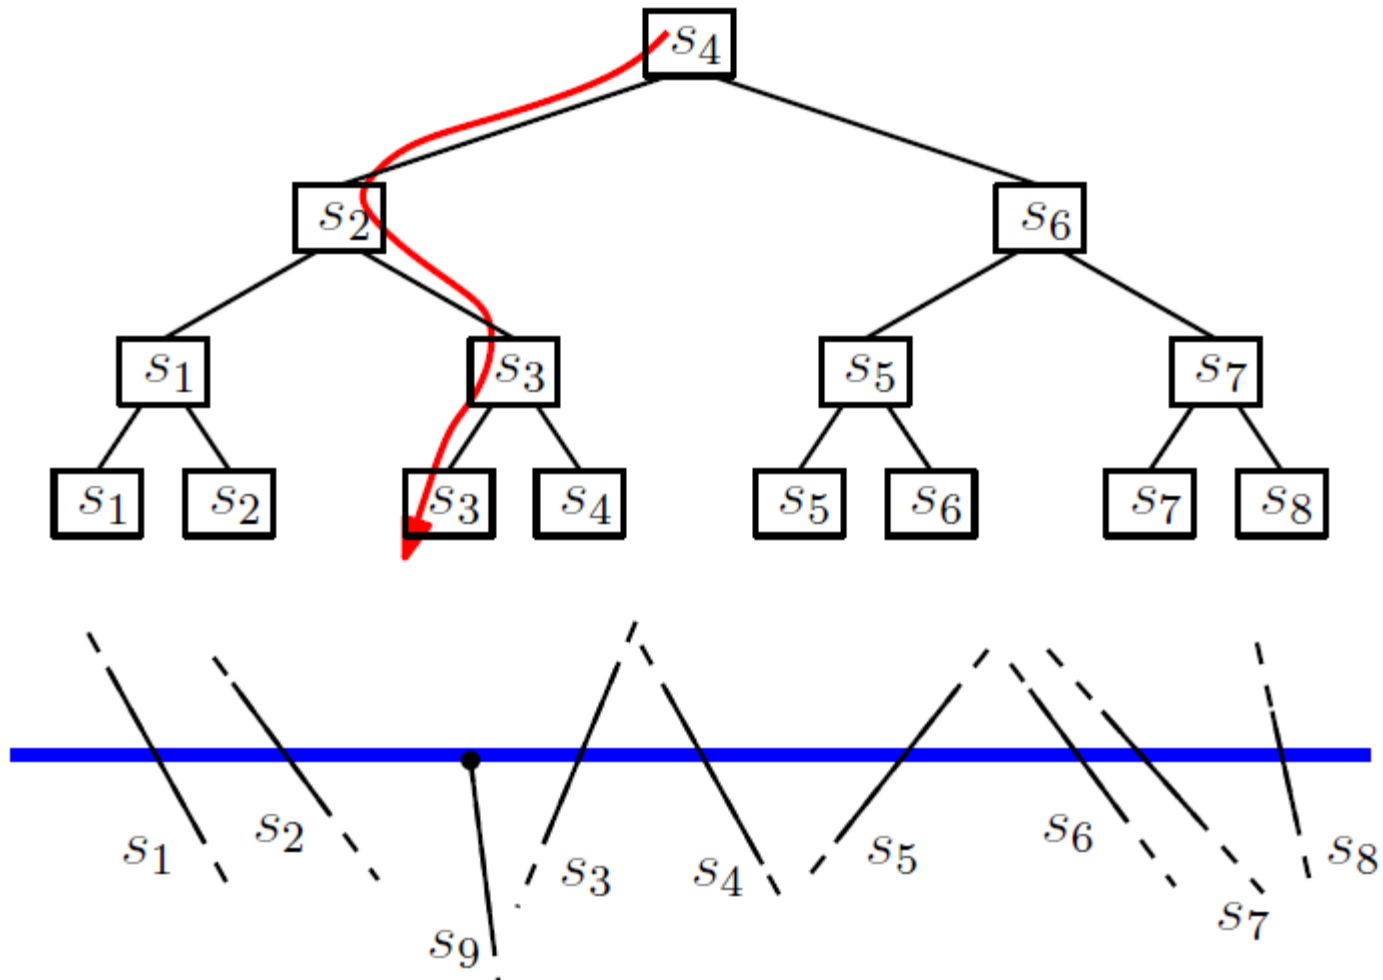 s₄
s₂ s₆
s₁ s₃ s₅ s₇
s₁ s₂ s₃ s₄ s₅ s₆ s₇ s₈
s₁ s₂ s₃ s₄ s₅ s₆ s₈
s₉ s₇